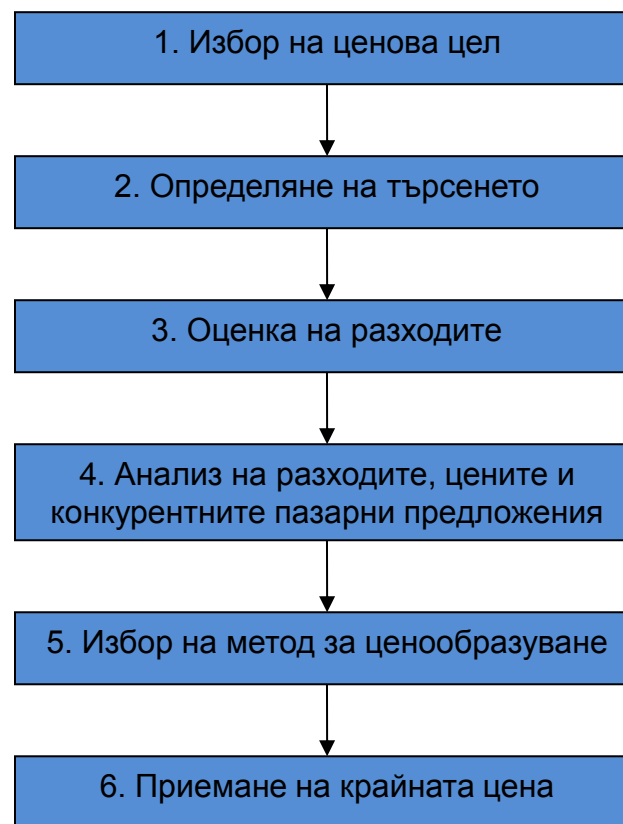 1. Избор на ценова цел
2. Определяне на търсенето
3. Оценка на разходите
4. Анализ на разходите, цените и
конкурентните пазарни предложения
5. Избор на метод за ценообразуване
6. Приемане на крайната цена